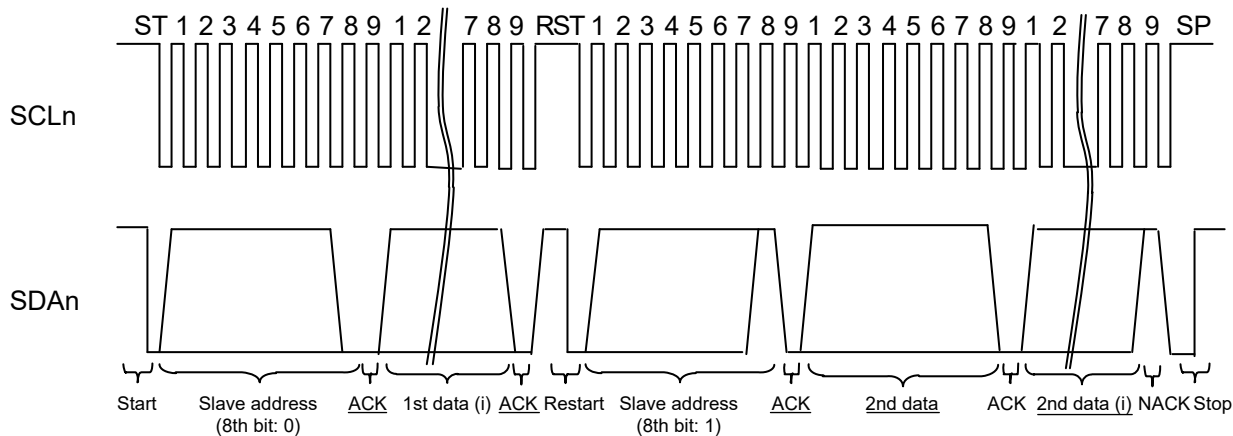 ST 1 2 3 4 5 6 7 8 9 1 2 7 8 9 RST 1 2 3 4 5 6 7 8 9 1 2 3 4 5 6 7 8 9 1 2 7 8 9 SP
SCLn
SDAn
Start Slave address ACK 1st data (i) ACK Restart Slave address ACK 2nd data ACK 2nd data (i) NACK Stop
(8th bit: 0) (8th bit: 1)